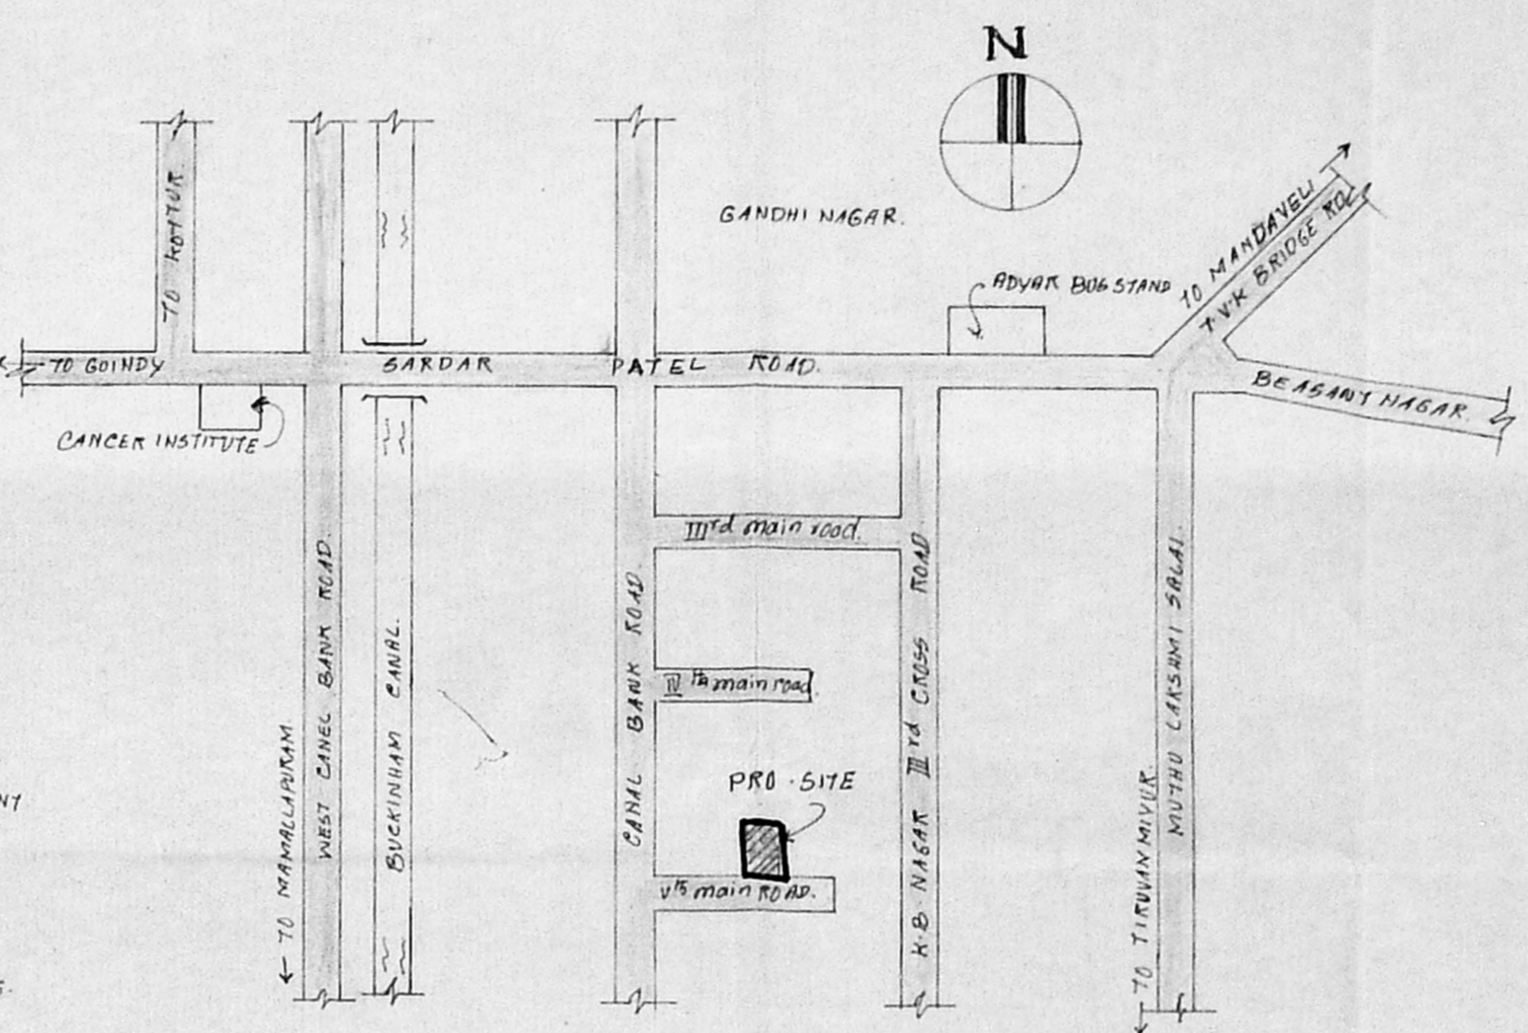 N
GANDHI NAGAR.
ADYAR BUS STAND
TO MANDAVELI
T.V.K BRIDGE RD
TO KOTTUR
TO GOINDY
SARDAR PATEL ROAD.
BEASANT NAGAR.
CANCER INSTITUTE
IIIrd main road.
IVth main road.
PRO. SITE
Vth main ROAD.
TO MAMALLAPURAM
WEST CANEL BANK ROAD.
BUCKINHAM CANAL.
CANAL BANK ROAD.
K.B NAGAR IIIrd CROSS ROAD
TO TIRUVANMIYUR.
MUTHU LAKSHMI SALAI.